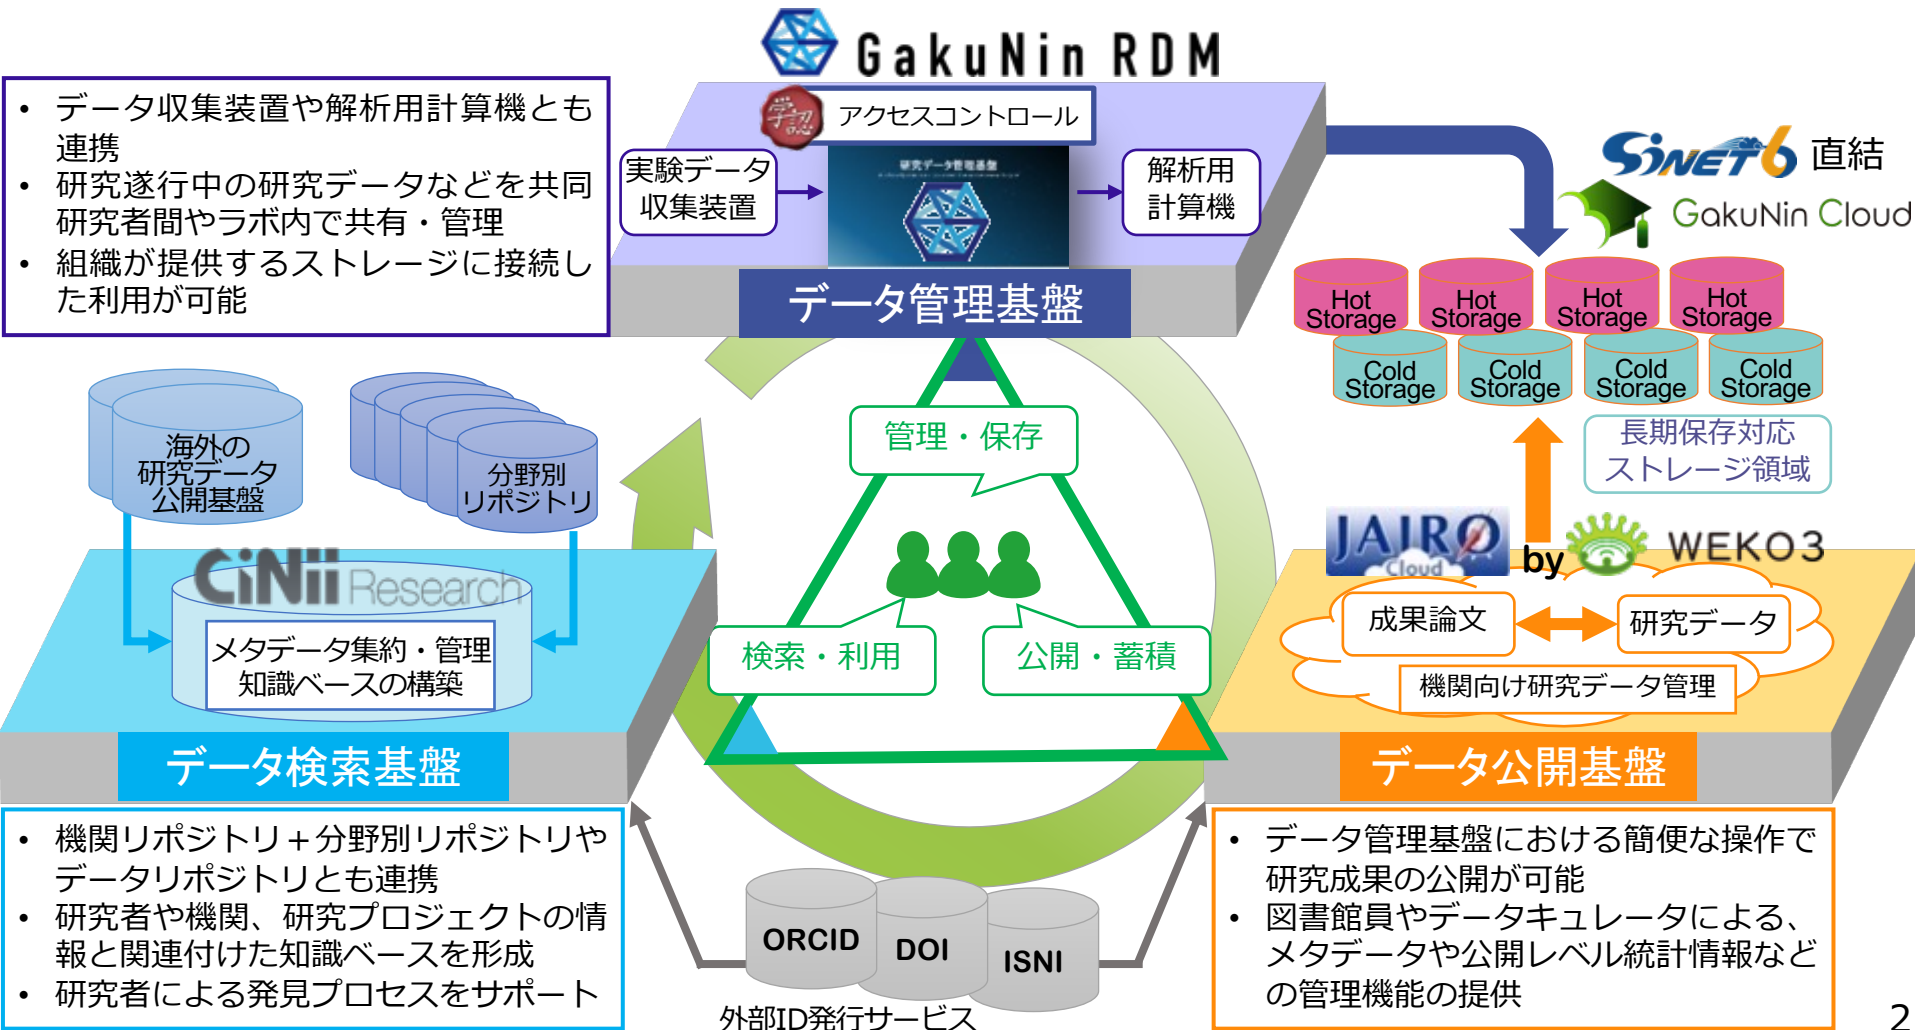 GakuNin RDM
学認
アクセスコントロール
実験データ
収集装置
研究データ管理基盤
解析用
計算機
データ管理基盤
• データ収集装置や解析用計算機とも
連携
• 研究遂行中の研究データなどを共同
研究者間やラボ内で共有・管理
• 組織が提供するストレージに接続し
た利用が可能
SINET6 直結
GakuNin Cloud
Hot
Storage
Hot
Storage
Hot
Storage
Hot
Storage
Cold
Storage
Cold
Storage
Cold
Storage
Cold
Storage
長期保存対応
ストレージ領域
海外の
研究データ
公開基盤
分野別
リポジトリ
管理・保存
検索・利用
公開・蓄積
CiNii Research
メタデータ集約・管理
知識ベースの構築
データ検索基盤
JAIRO
Cloud
by
WEKO3
成果論文
研究データ
機関向け研究データ管理
データ公開基盤
• 機関リポジトリ+分野別リポジトリや
データリポジトリとも連携
• 研究者や機関、研究プロジェクトの情
報と関連付けた知識ベースを形成
• 研究者による発見プロセスをサポート
ORCID
DOI
ISNI
外部ID発行サービス
• データ管理基盤における簡便な操作で
研究成果の公開が可能
• 図書館員やデータキュレータによる、
メタデータや公開レベル統計情報など
の管理機能の提供
2